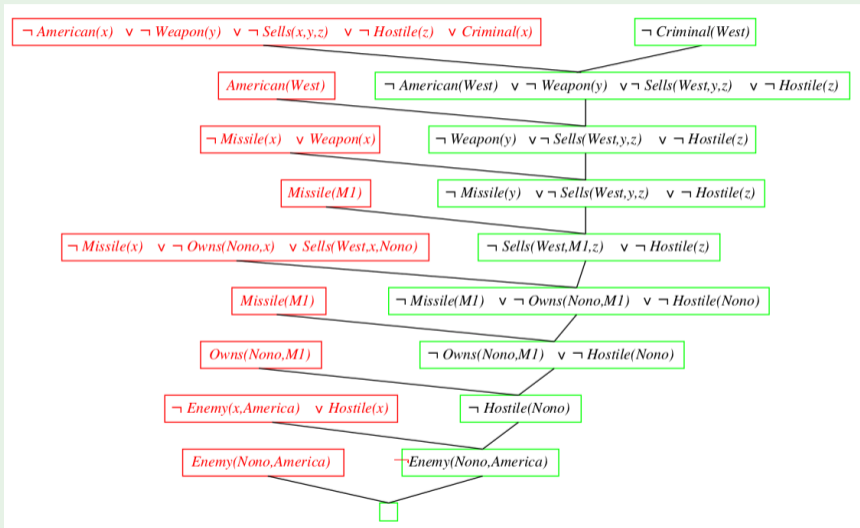 ¬ American(x) ∨ ¬ Weapon(y) ∨ ¬ Sells(x,y,z) ∨ ¬ Hostile(z) ∨ Criminal(x) ¬ Criminal(West)
American(West) ¬ American(West) ∨ ¬ Weapon(y) ∨ ¬ Sells(West,y,z) ∨ ¬ Hostile(z)
¬ Missile(x) ∨ Weapon(x) ¬ Weapon(y) ∨ ¬ Sells(West,y,z) ∨ ¬ Hostile(z)
Missile(M1) ¬ Missile(y) ∨ ¬ Sells(West,y,z) ∨ ¬ Hostile(z)
¬ Missile(x) ∨ ¬ Owns(Nono,x) ∨ Sells(West,x,Nono) ¬ Sells(West,M1,z) ∨ ¬ Hostile(z)
Missile(M1) ¬ Missile(M1) ∨ ¬ Owns(Nono,M1) ∨ ¬ Hostile(Nono)
Owns(Nono,M1) ¬ Owns(Nono,M1) ∨ ¬ Hostile(Nono)
¬ Enemy(x,America) ∨ Hostile(x) ¬ Hostile(Nono)
Enemy(Nono,America) ¬Enemy(Nono,America)